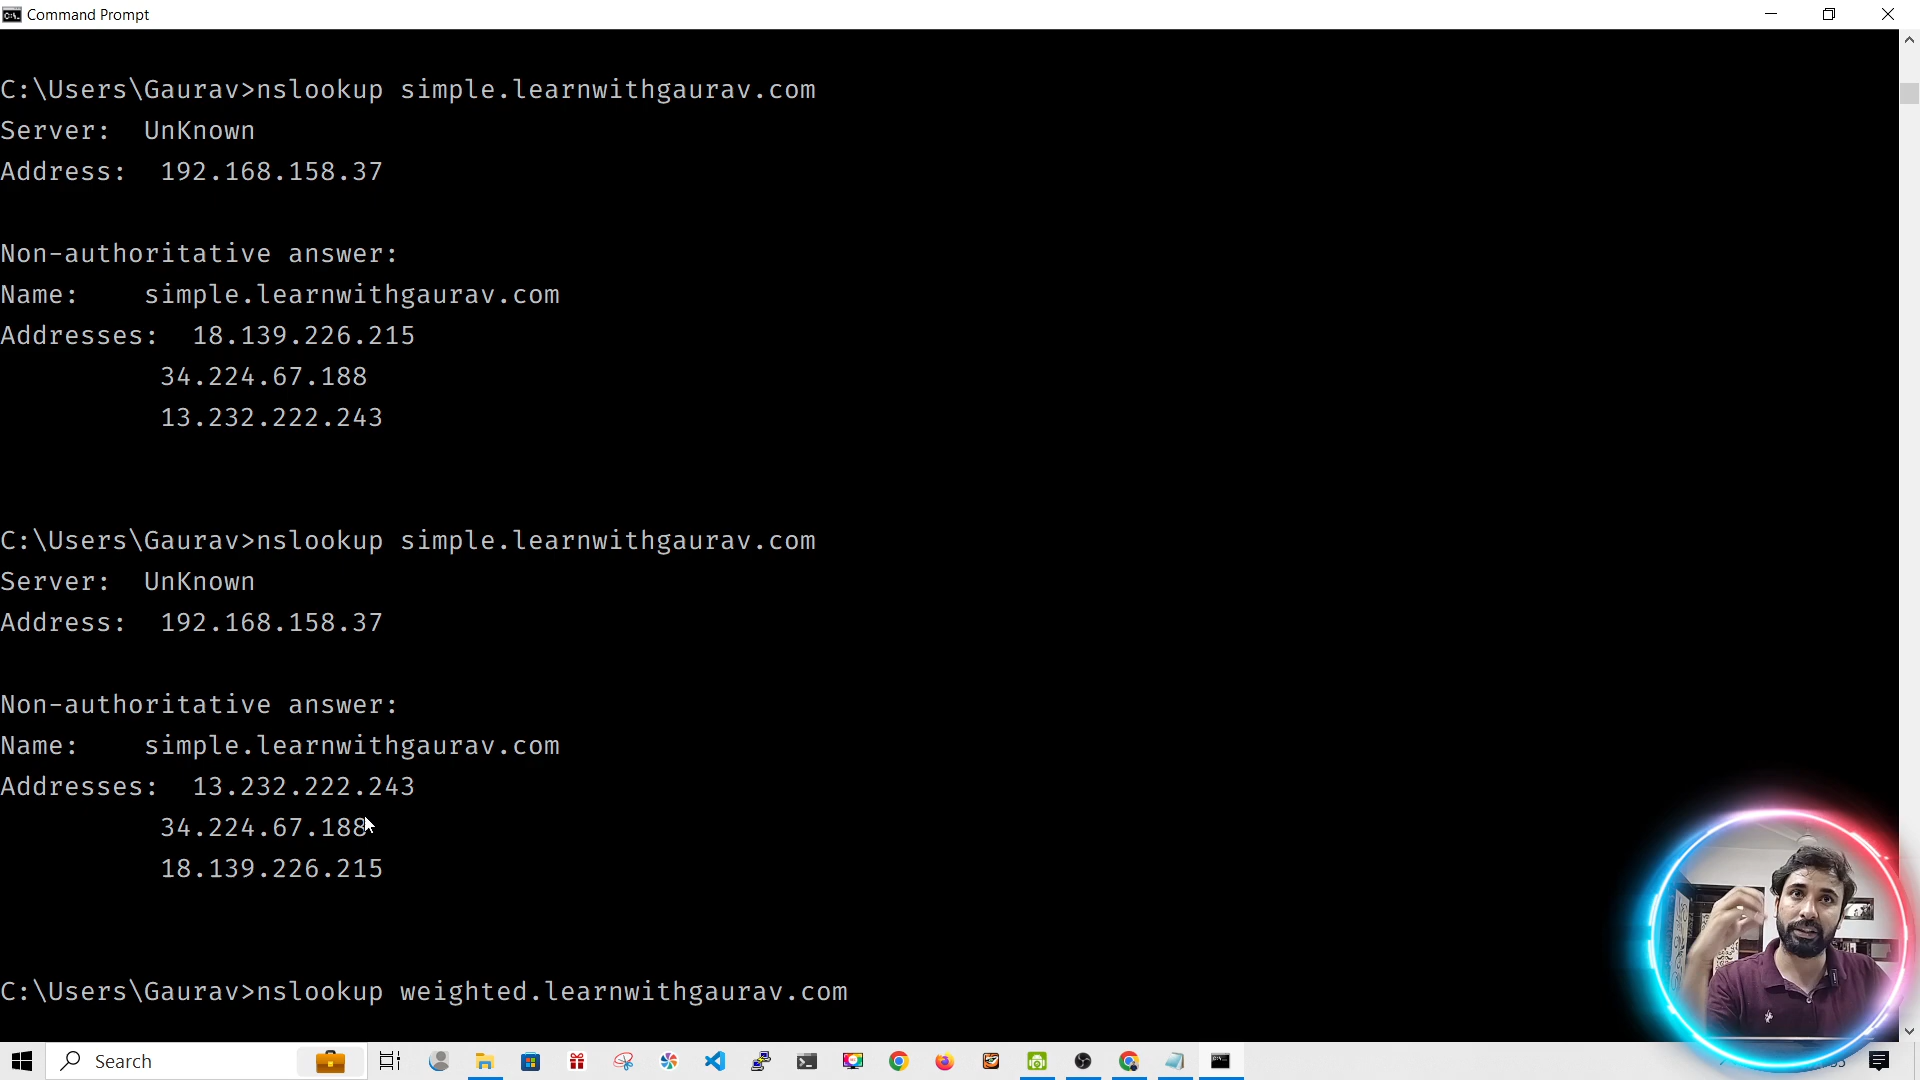 Command Prompt
C:\Users\Gaurav>nslookup simple.learnwithgaurav.com
Server:  UnKnown
Address:  192.168.158.37
Non-authoritative answer:
Name:    simple.learnwithgaurav.com
Addresses:  18.139.226.215
34.224.67.188
13.232.222.243
C:\Users\Gaurav>nslookup simple.learnwithgaurav.com
Server:  UnKnown
Address:  192.168.158.37
Non-authoritative answer:
Name:    simple.learnwithgaurav.com
Addresses:  13.232.222.243
34.224.67.188
18.139.226.215
C:\Users\Gaurav>nslookup weighted.learnwithgaurav.com
Search